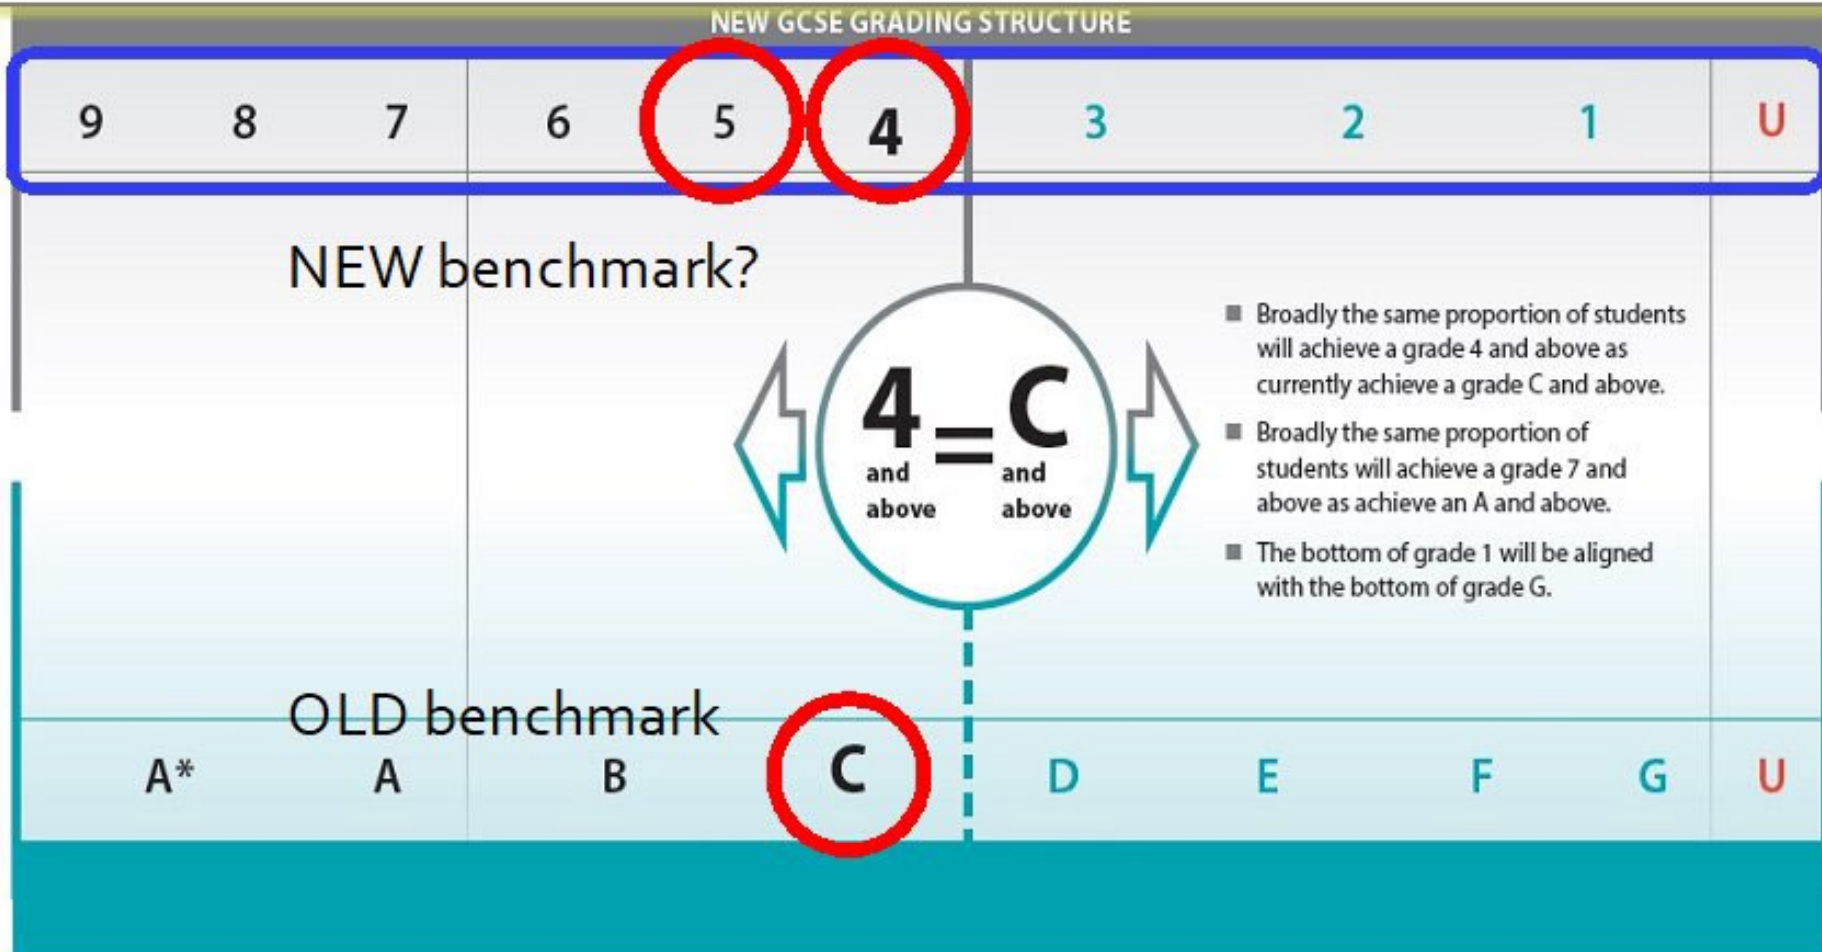 NEW GCSE GRADING STRUCTURE
9 8 7 6 5 4 3 2 1 U
NEW benchmark?
4 = C
and and
above above
■ Broadly the same proportion of students
will achieve a grade 4 and above as
currently achieve a grade C and above.
■ Broadly the same proportion of
students will achieve a grade 7 and
above as achieve an A and above.
■ The bottom of grade 1 will be aligned
with the bottom of grade G.
OLD benchmark
A* A B C D E F G U